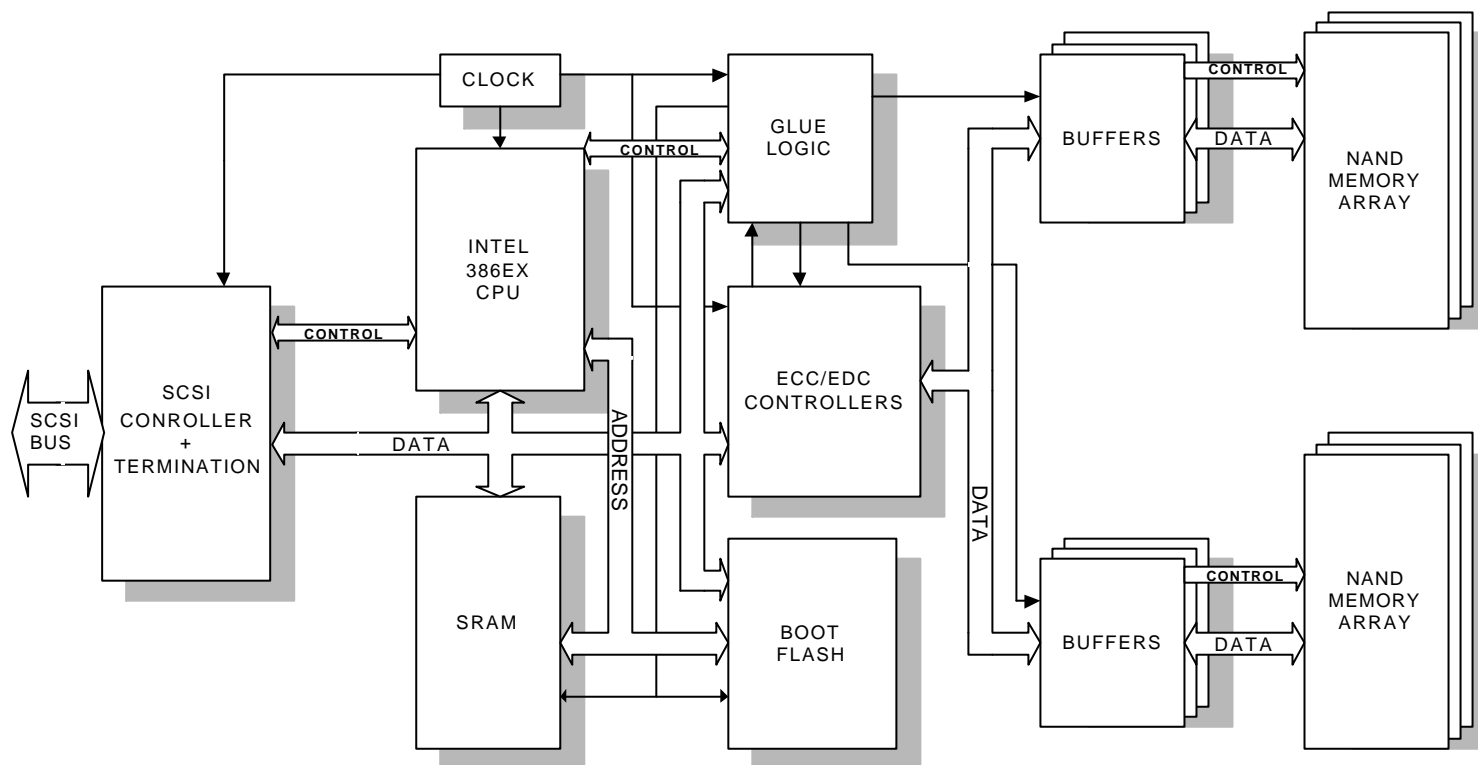 CLOCK
GLUE
LOGIC
CONTROL
BUFFERS
CONTROL
DATA
NAND
MEMORY
ARRAY
INTEL
386EX
CPU
CONTROL
SCSI
BUS
SCSI
CONROLLER
+
TERMINATION
DATA
ADDRESS
ECC/EDC
CONTROLLERS
DATA
SRAM
BOOT
FLASH
BUFFERS
CONTROL
DATA
NAND
MEMORY
ARRAY